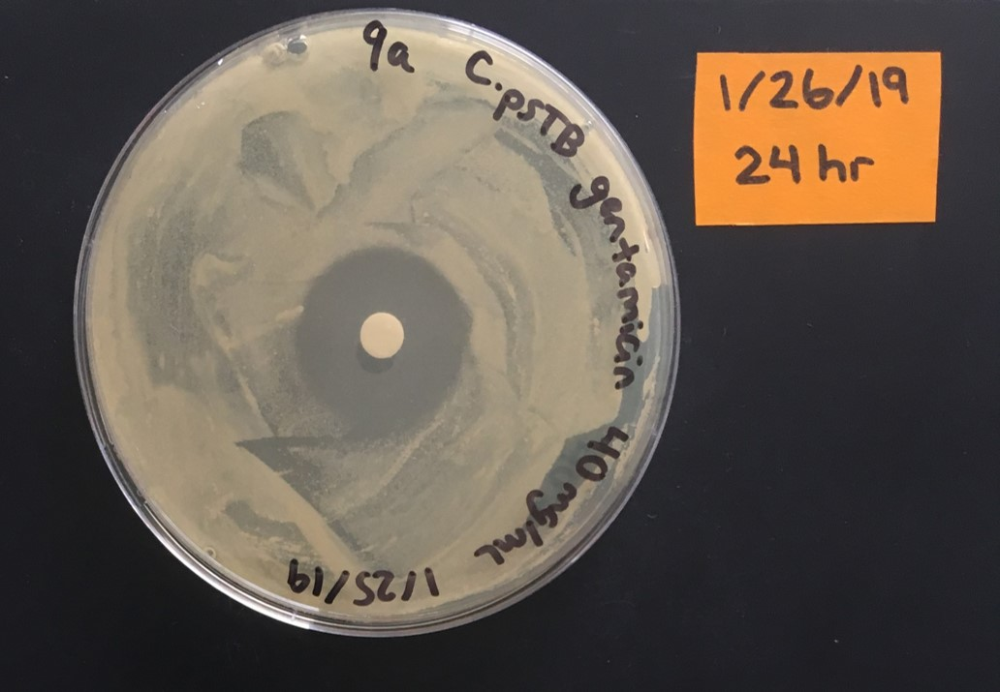 9a C.psTB gentamicin 40 mg/mL
1/25/19
1/26/19
24 hr